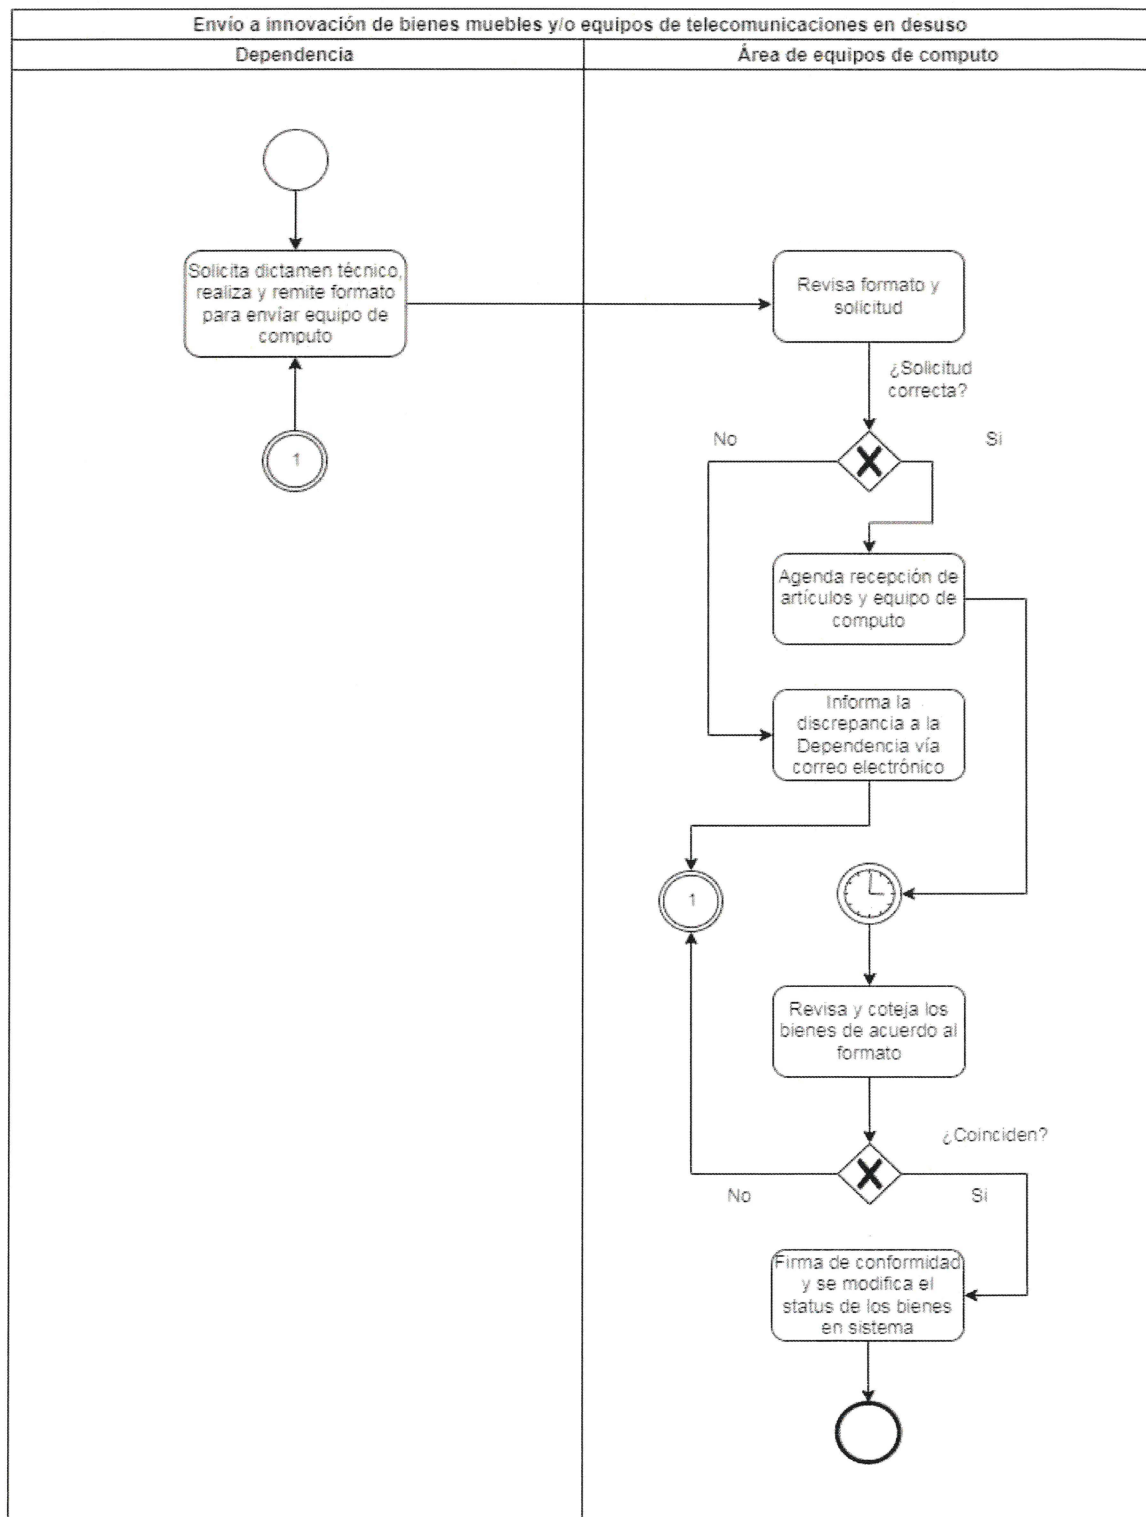 Envío a innovación de bienes muebles y/o equipos de telecomunicaciones en desuso
Dependencia
Área de equipos de computo
Solicita dictamen técnico,
realiza y remite formato
para envíar equipo de
computo
1
Revisa formato y
solicitud
¿Solicitud
correcta?
No
Si
Agenda recepción de
artículos y equipo de
computo
Informa la
discrepancia a la
Dependencia vía
correo electrónico
1
Revisa y coteja los
bienes de acuerdo al
formato
¿Coinciden?
No
Si
Firma de conformidad
y se modifica el
status de los bienes
en sistema